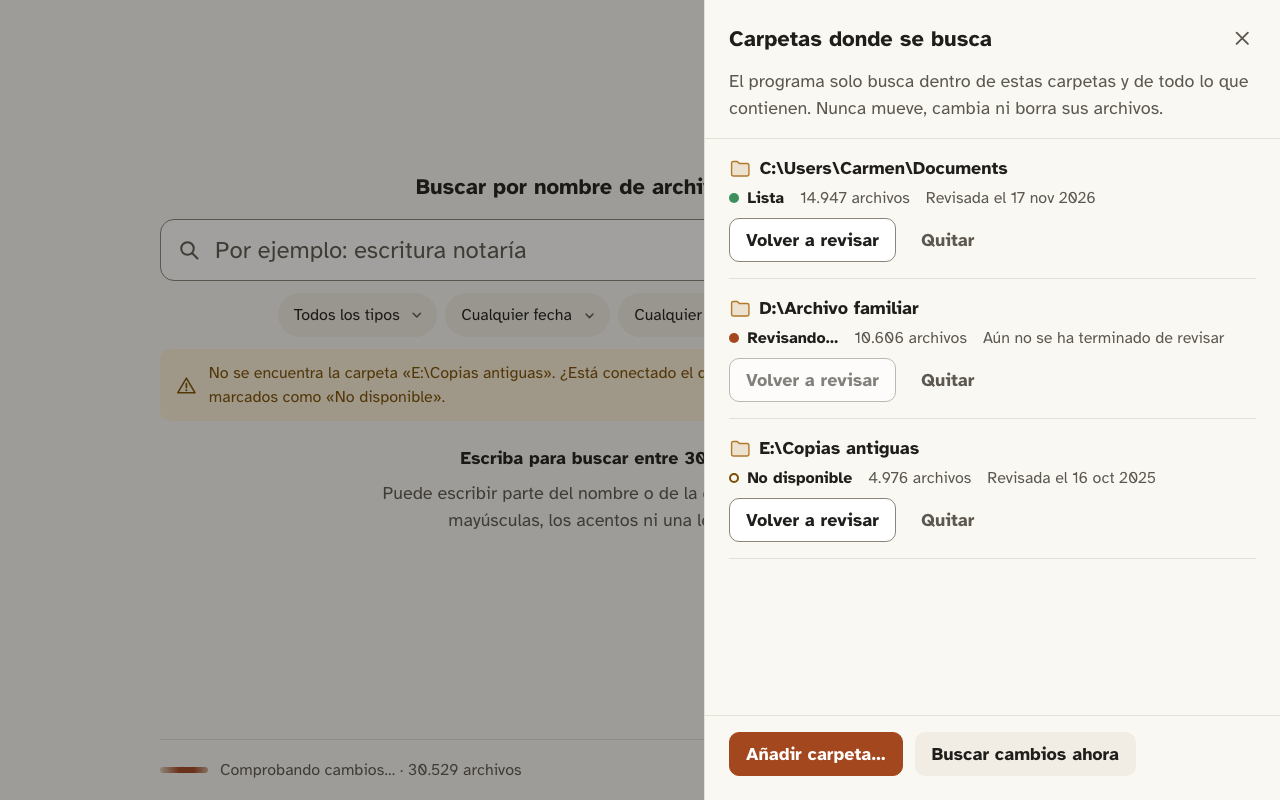 Carpetas donde se busca
El programa solo busca dentro de estas carpetas y de todo lo que
contienen. Nunca mueve, cambia ni borra sus archivos.
C:\Users\Carmen\Documents
Lista 14.947 archivos Revisada el 17 nov 2026
Volver a revisar Quitar
D:\Archivo familiar
Revisando... 10.606 archivos Aún no se ha terminado de revisar
Volver a revisar Quitar
E:\Copias antiguas
No disponible 4.976 archivos Revisada el 16 oct 2025
Volver a revisar Quitar
Añadir carpeta... Buscar cambios ahora
Buscar por nombre de
Por ejemplo: escritura notaría
Todos los tipos Cualquier fecha Cualquier
No se encuentra la carpeta «E:\Copias antiguas». ¿Está conectado el
marcados como «No disponible».
Escriba para buscar entre
Puede escribir parte del nombre o de la
mayúsculas, los acentos ni una
Comprobando cambios... · 30.529 archivos